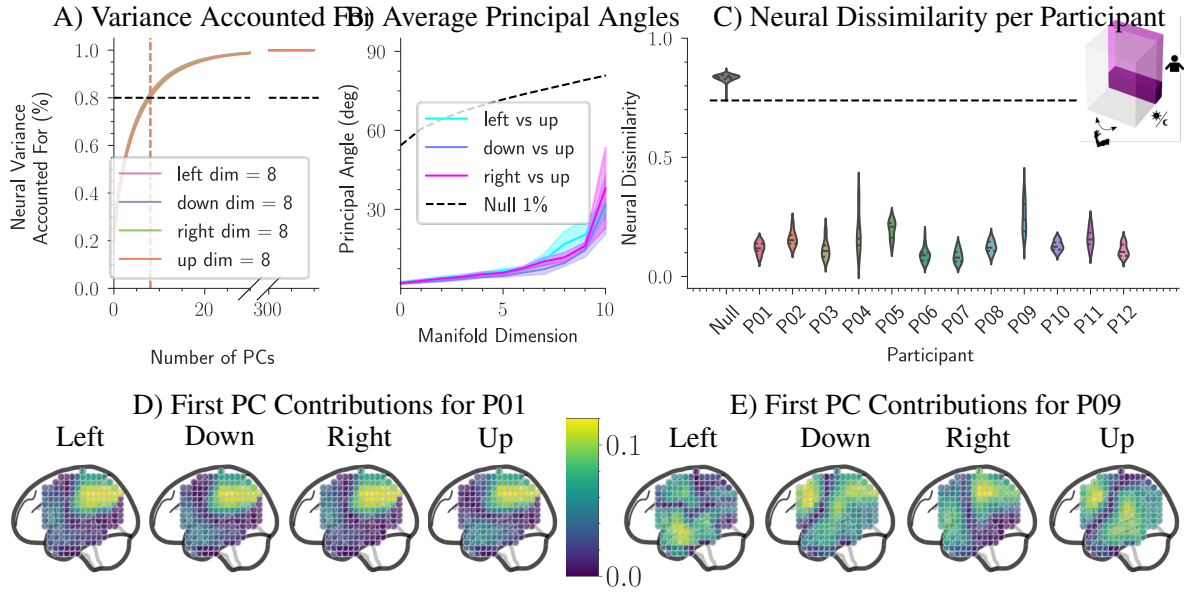 A) Variance Accounted For
B) Average Principal Angles
C) Neural Dissimilarity per Participant
Neural Variance
Accounted For (%)
1.0
0.8
0.6
0.4
0.2
0.0
left dim = 8
down dim = 8
right dim = 8
up dim = 8
0
20
300
Number of PCs
Principal Angle (deg)
90
60
30
left vs up
down vs up
right vs up
Null 1%
0
5
10
Manifold Dimension
Neural Dissimilarity
1.0
0.5
0.0
Null
P01
P02
P03
P04
P05
P06
P07
P08
P09
P10
P11
P12
Participant
D) First PC Contributions for P01
Left
Down
Right
Up
0.1
0.0
E) First PC Contributions for P09
Left
Down
Right
Up